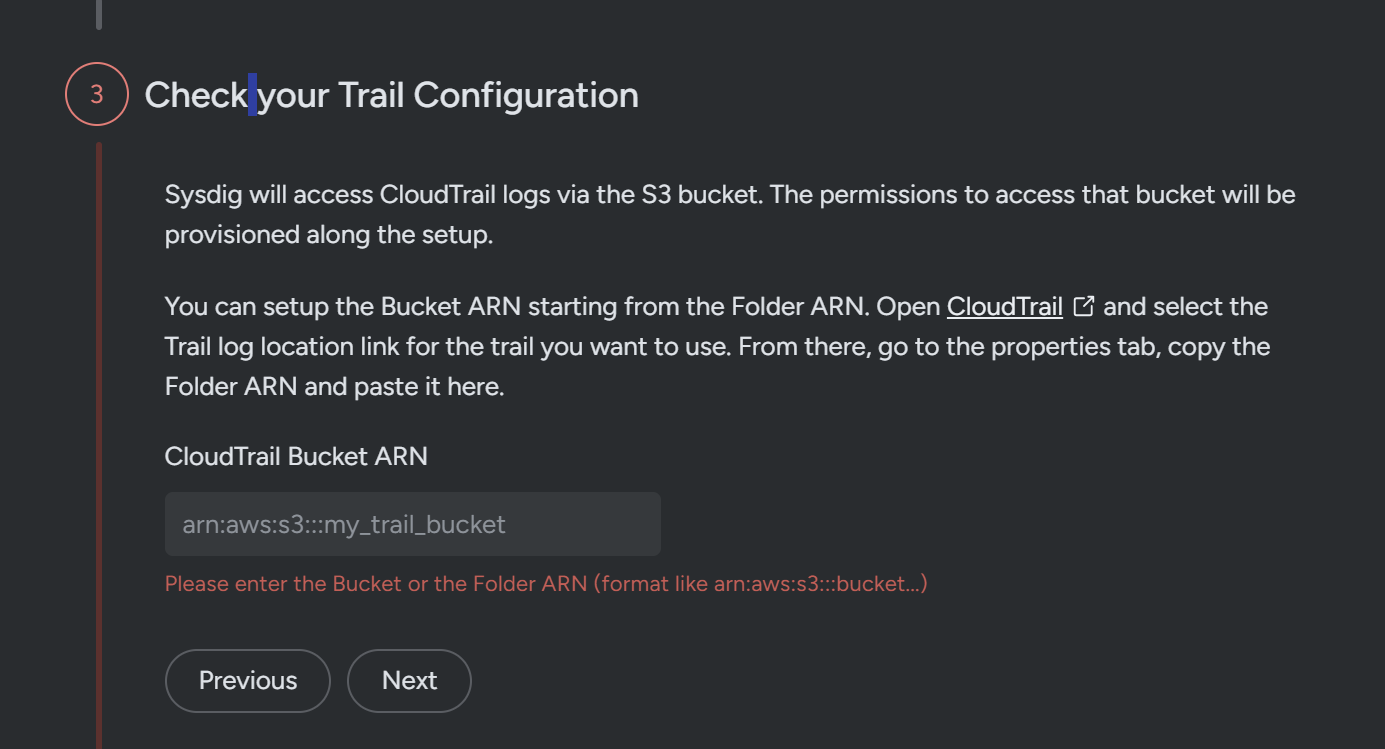 3
Check your Trail Configuration
Sysdig will access CloudTrail logs via the S3 bucket. The permissions to access that bucket will be
provisioned along the setup.
You can setup the Bucket ARN starting from the Folder ARN. Open CloudTrail and select the
Trail log location link for the trail you want to use. From there, go to the properties tab, copy the
Folder ARN and paste it here.
CloudTrail Bucket ARN
arn:aws:s3:::my_trail_bucket
Please enter the Bucket or the Folder ARN (format like arn:aws:s3:::bucket...)
Previous
Next